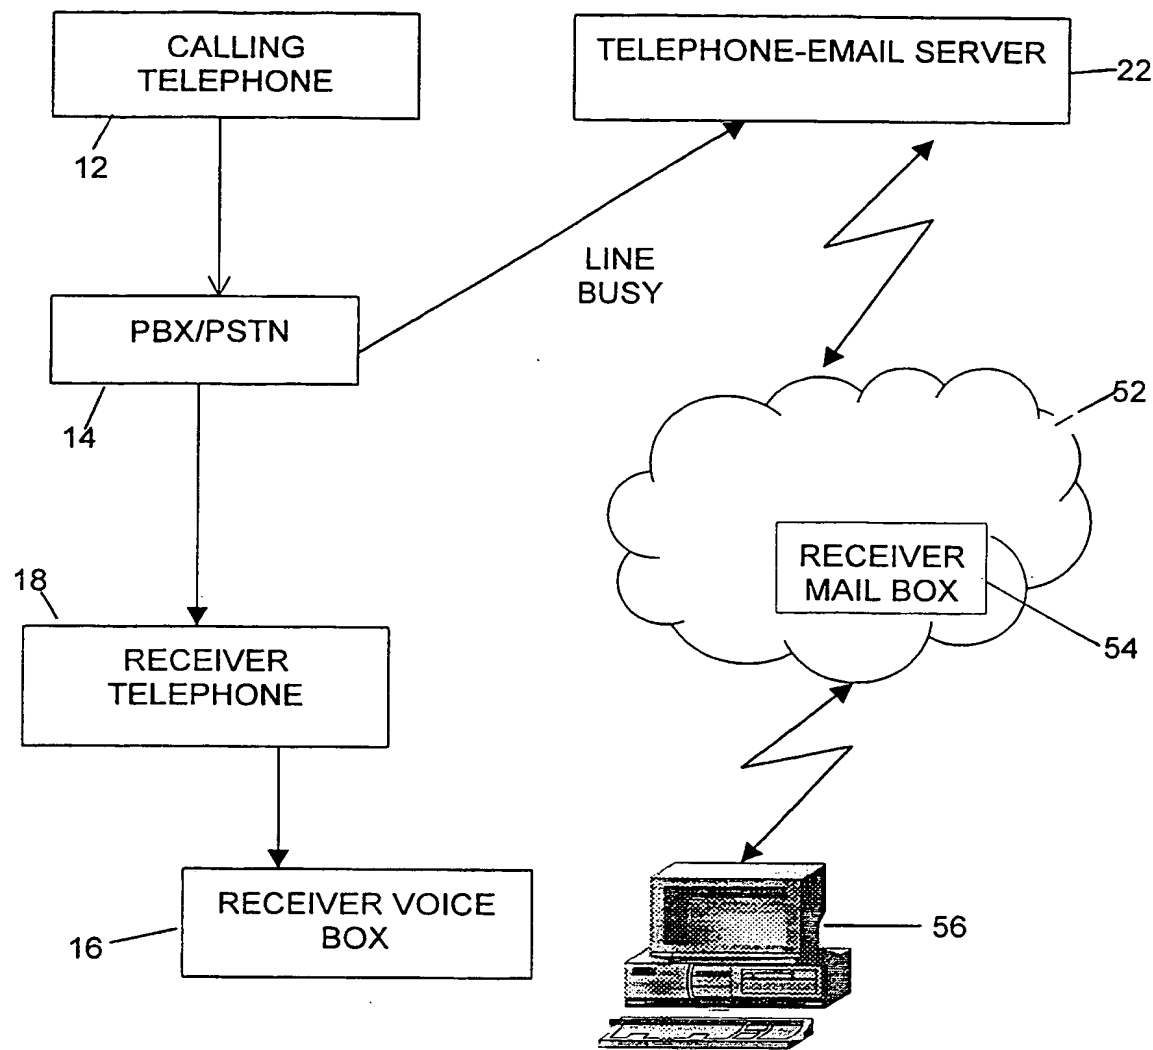 CALLING
TELEPHONE
12
TELEPHONE-EMAIL SERVER
22
LINE
BUSY
PBX/PSTN
14
52
RECEIVER
MAIL BOX
54
18
RECEIVER
TELEPHONE
RECEIVER VOICE
BOX
16
56